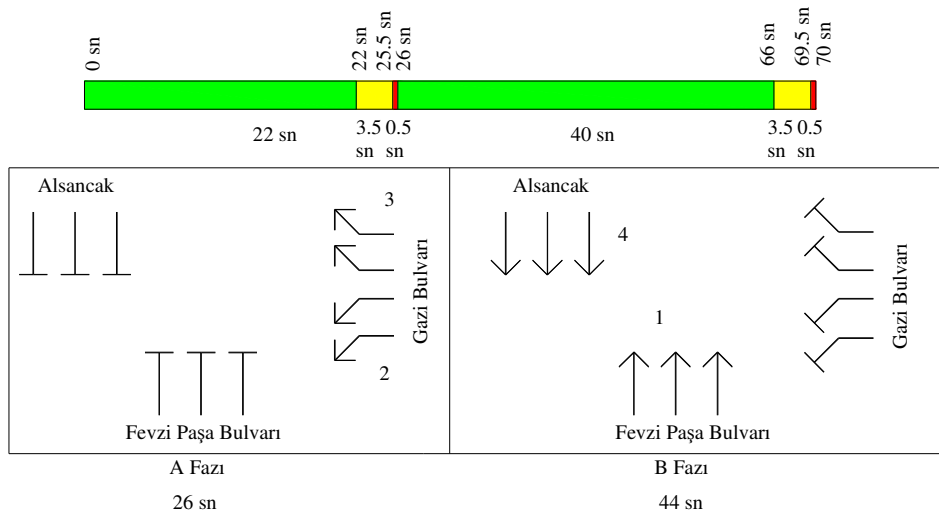 0 sn
22 sn
25.5 sn
26 sn
66 sn
69.5 sn
70 sn
22 sn
3.5 sn
0.5 sn
40 sn
3.5 sn
0.5 sn
Alsancak
3
Gazi Bulvarı
2
Fevzi Paşa Bulvarı
A Fazı
26 sn
Alsancak
4
1
Gazi Bulvarı
Fevzi Paşa Bulvarı
B Fazı
44 sn